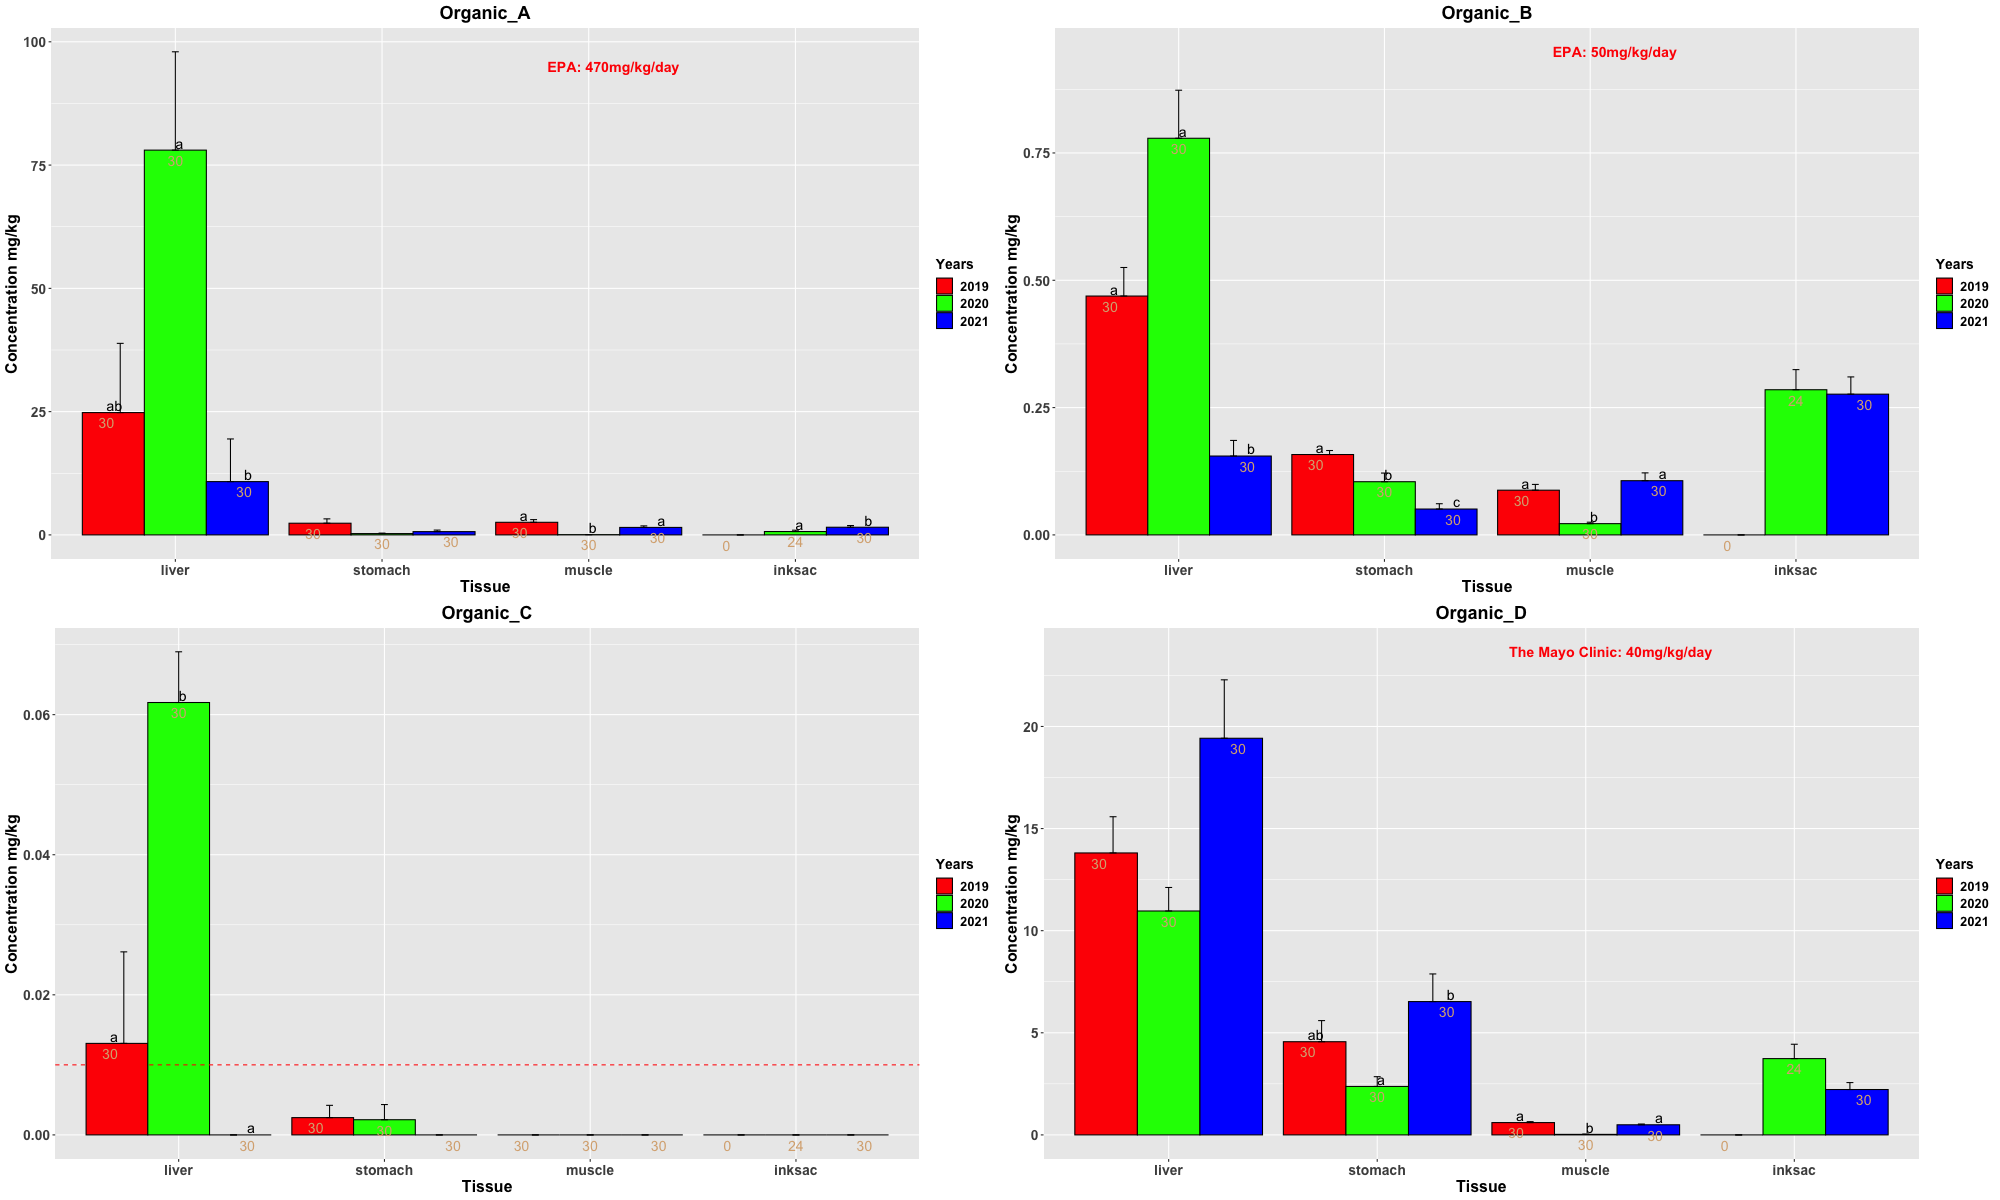 Organic_A
EPA: 470mg/kg/day
100
75
50
25
0
Concentration mg/kg
ab
30
a
30
b
30
30
30
30
a
30
b
30
a
30
0
a
24
b
30
liver stomach muscle inksac
Tissue
Years
2019
2020
2021
Organic_B
EPA: 50mg/kg/day
0.75
0.50
0.25
0.00
Concentration mg/kg
a
30
a
30
b
30
a
30
b
30
c
30
a
30
b
30
a
30
0
24
30
liver stomach muscle inksac
Tissue
Years
2019
2020
2021
Organic_C
0.06
0.04
0.02
0.00
Concentration mg/kg
a
30
b
30
a
30
30
30
30
30
30
30
0
24
30
liver stomach muscle inksac
Tissue
Years
2019
2020
2021
Organic_D
The Mayo Clinic: 40mg/kg/day
20
15
10
5
0
Concentration mg/kg
30
30
30
ab
30
a
30
b
30
a
30
b
30
a
30
0
24
30
liver stomach muscle inksac
Tissue
Years
2019
2020
2021